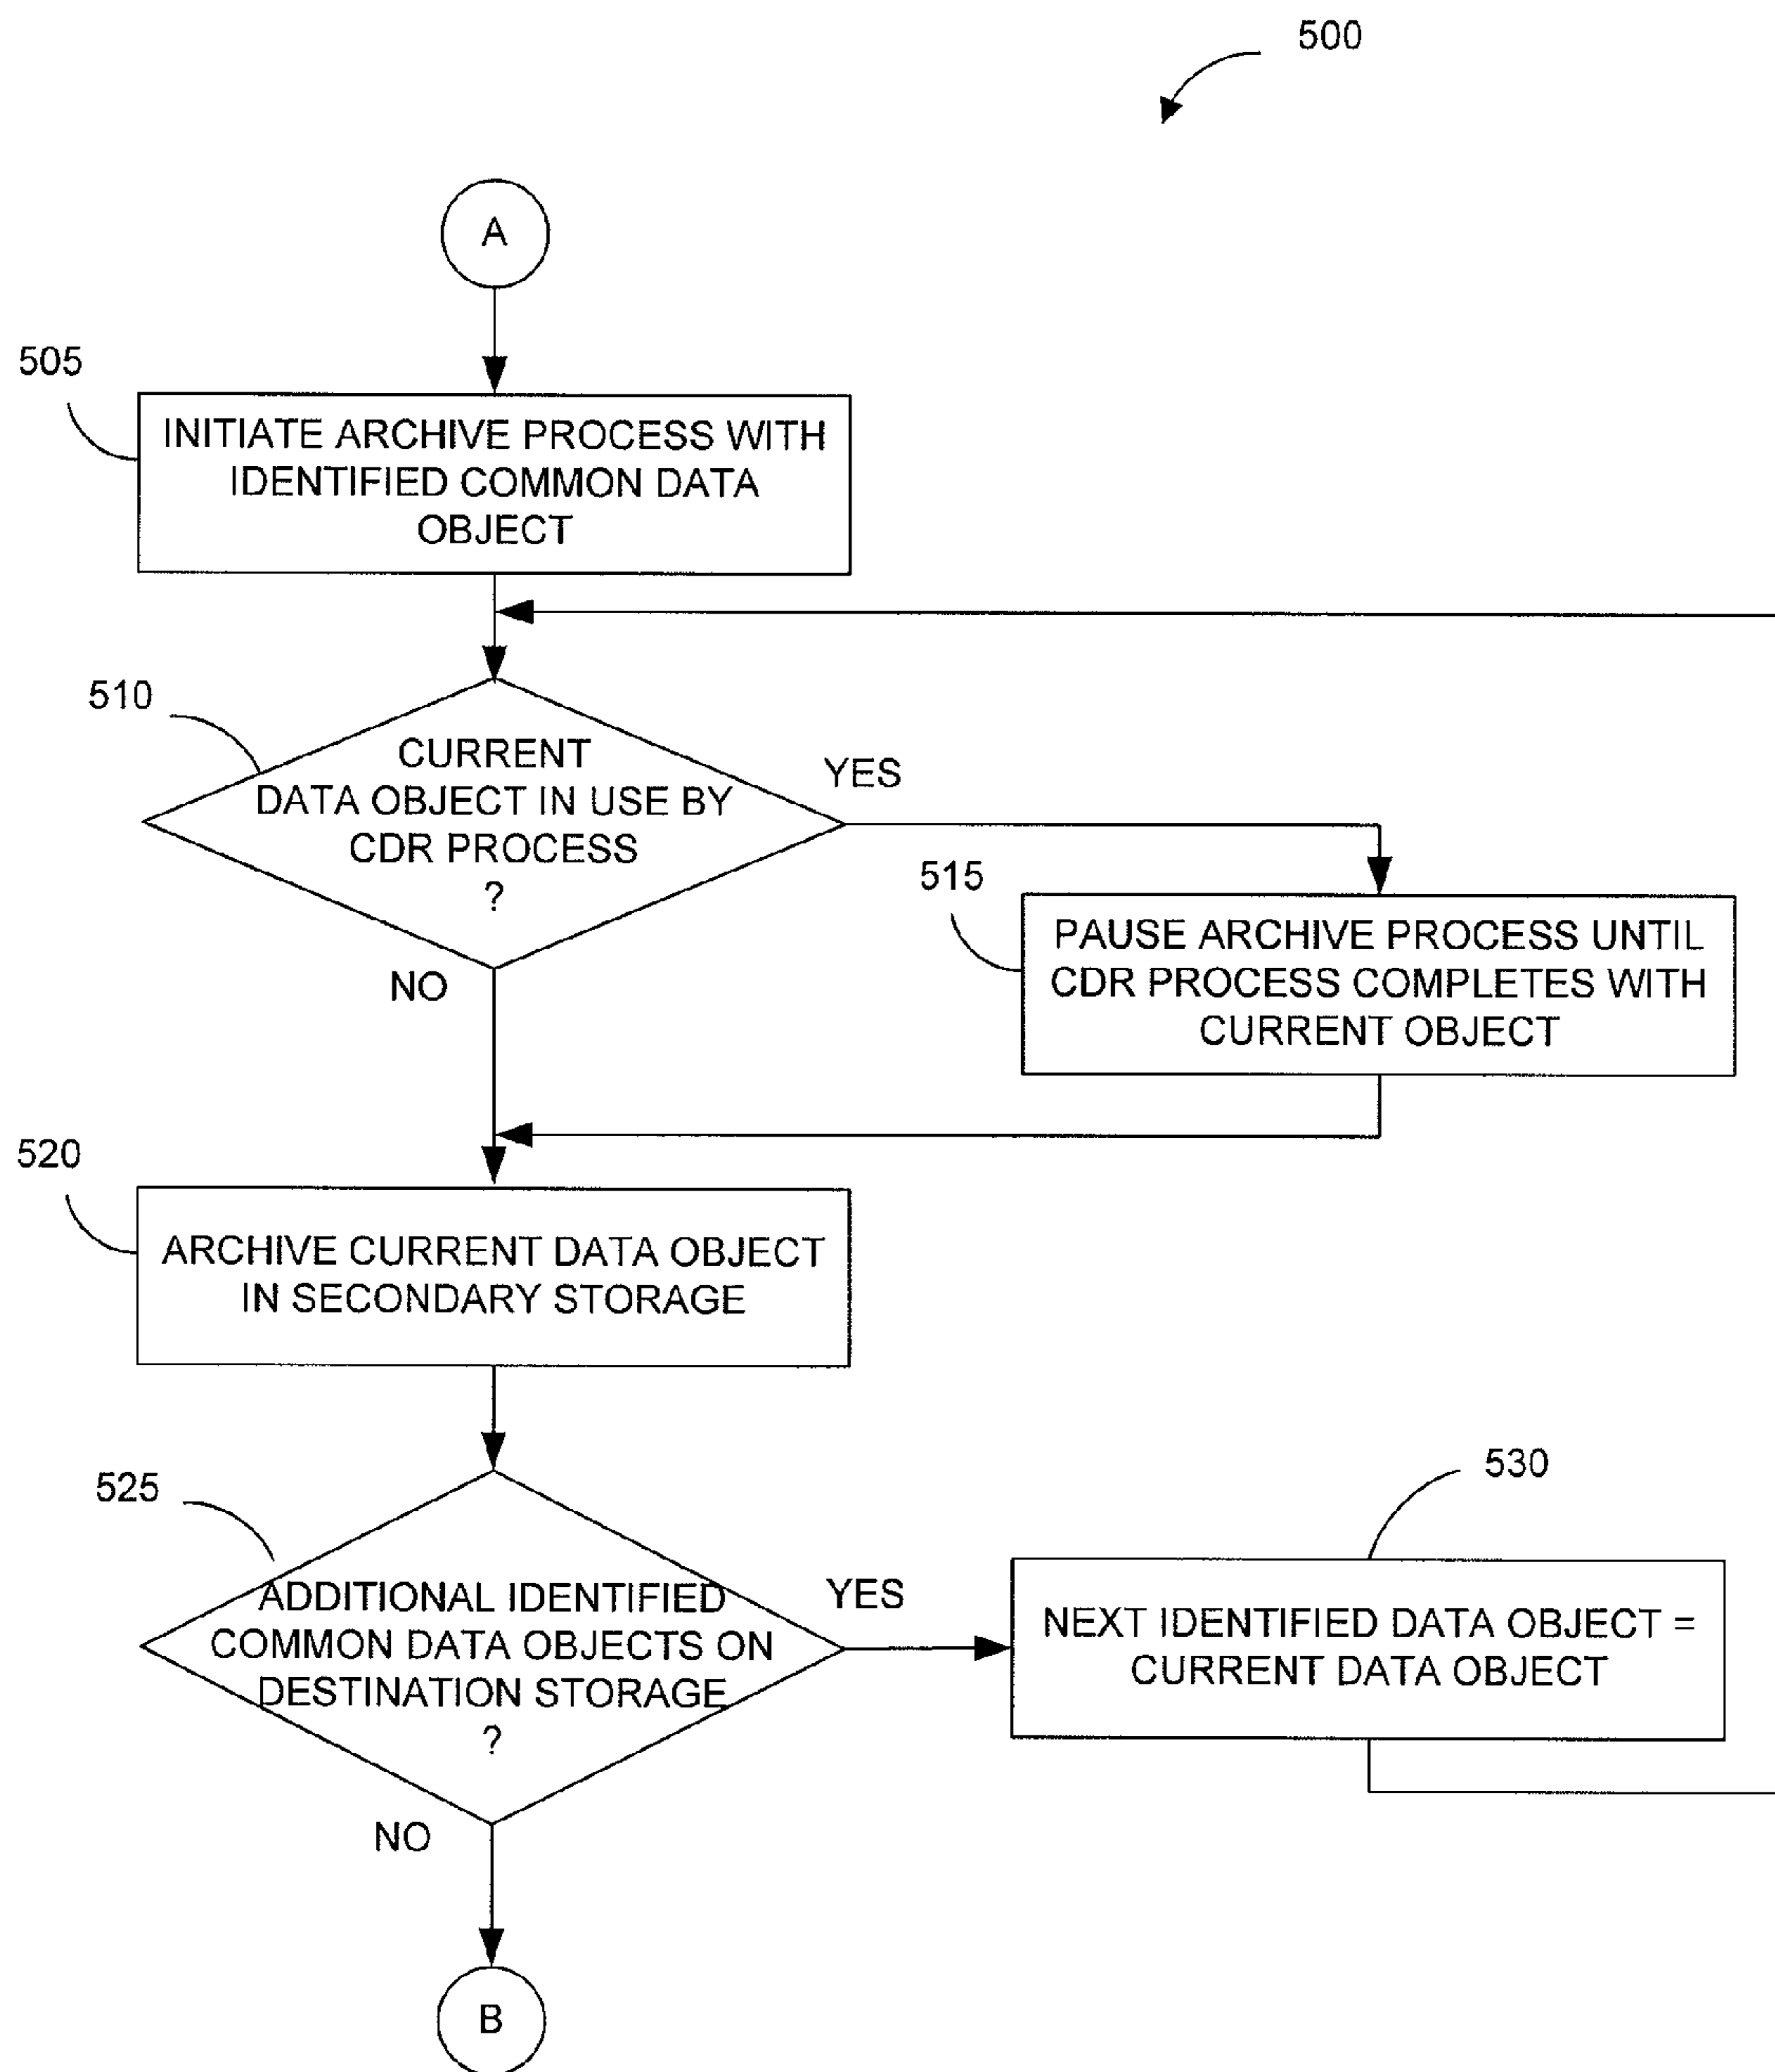 500
A
505
INITIATE ARCHIVE PROCESS WITH
IDENTIFIED COMMON DATA
OBJECT
510
CURRENT
DATA OBJECT IN USE BY
CDR PROCESS
?
YES
NO
515
PAUSE ARCHIVE PROCESS UNTIL
CDR PROCESS COMPLETES WITH
CURRENT OBJECT
520
ARCHIVE CURRENT DATA OBJECT
IN SECONDARY STORAGE
525
ADDITIONAL IDENTIFIED
COMMON DATA OBJECTS ON
DESTINATION STORAGE
?
YES
NO
530
NEXT IDENTIFIED DATA OBJECT =
CURRENT DATA OBJECT
B